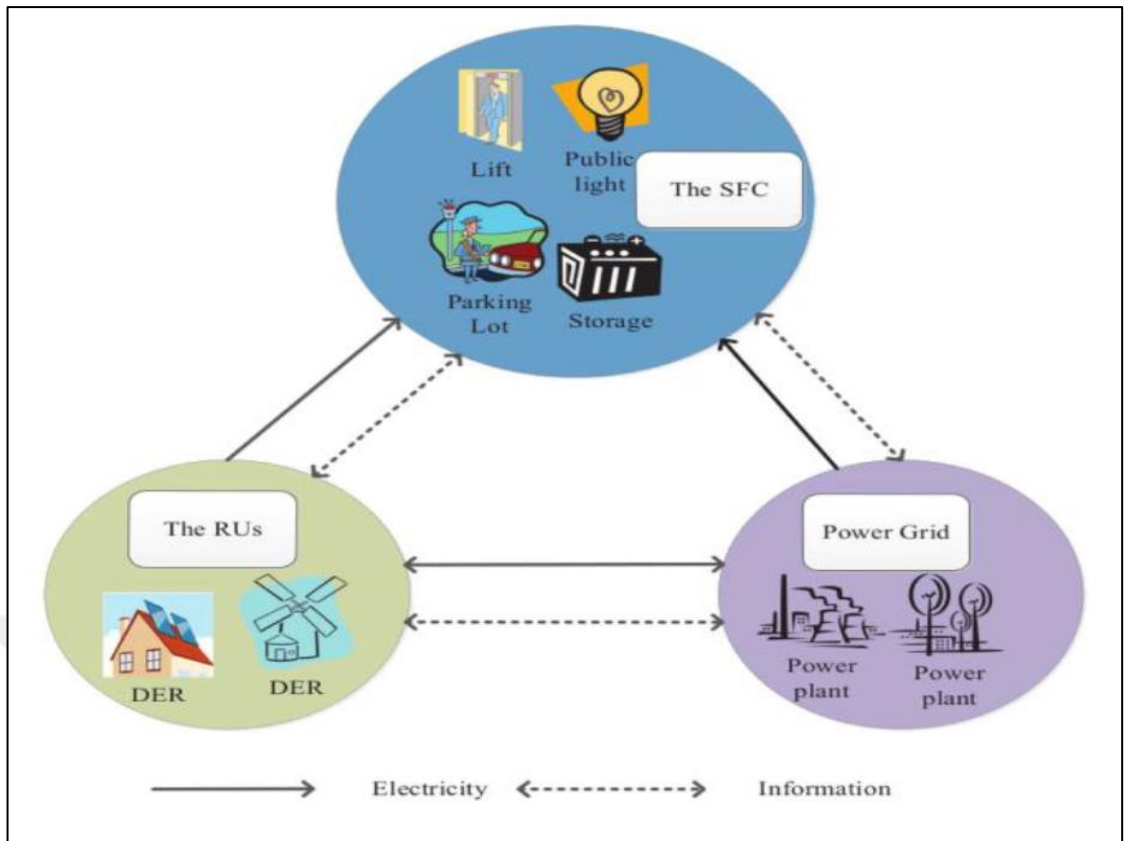 Lift
Public
light
The SFC
Parking
Lot
Storage
The RUs
DER
DER
Power Grid
Power
plant
Power
plant
Electricity
Information